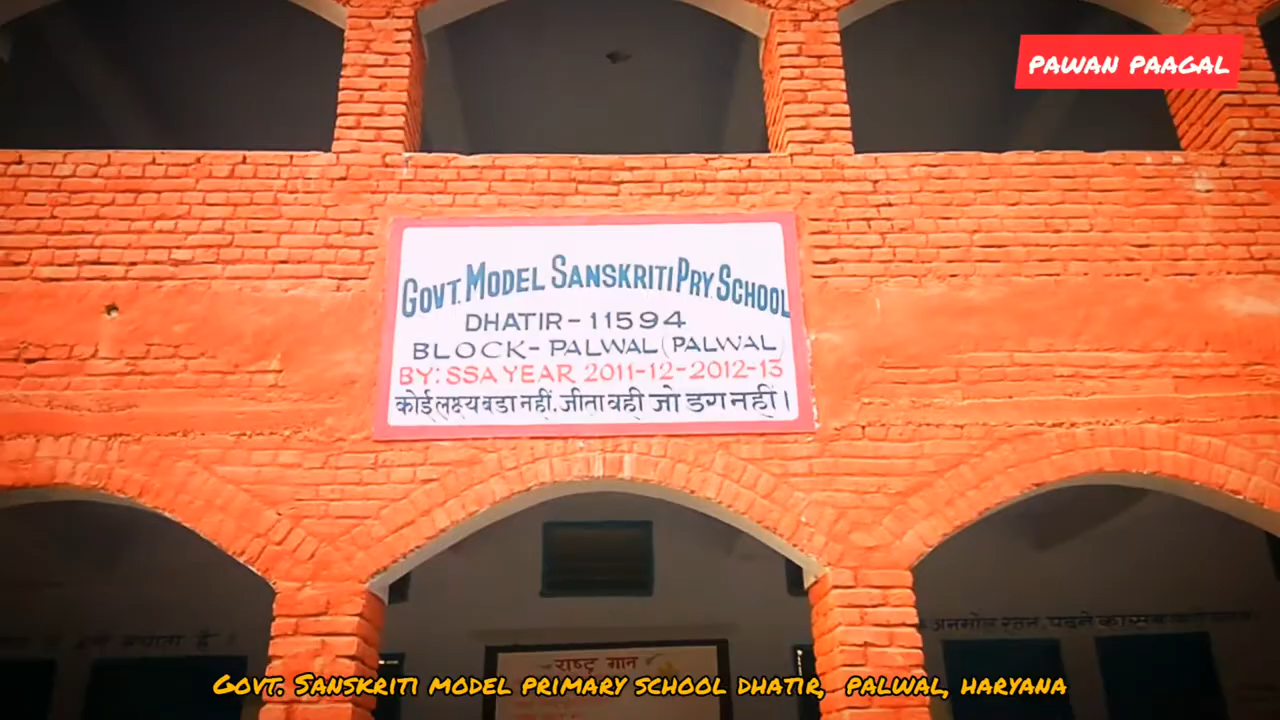 PAWAN PAAGAL
GOVT. MODEL SANSKRITI PRY. SCHOOL
DHATIR-11594
BLOCK-PALWAL (PALWAL)
BY: SSA YEAR 2011-12-2012-13
कोई लक्ष्य बडा नहीं. जीता वही जो डरा नहीं।
अनमोल रतन, पढने का
राष्ट्र गान
GOVT. SANSKRITI MODEL PRIMARY SCHOOL DHATIR, PALWAL, HARYANA